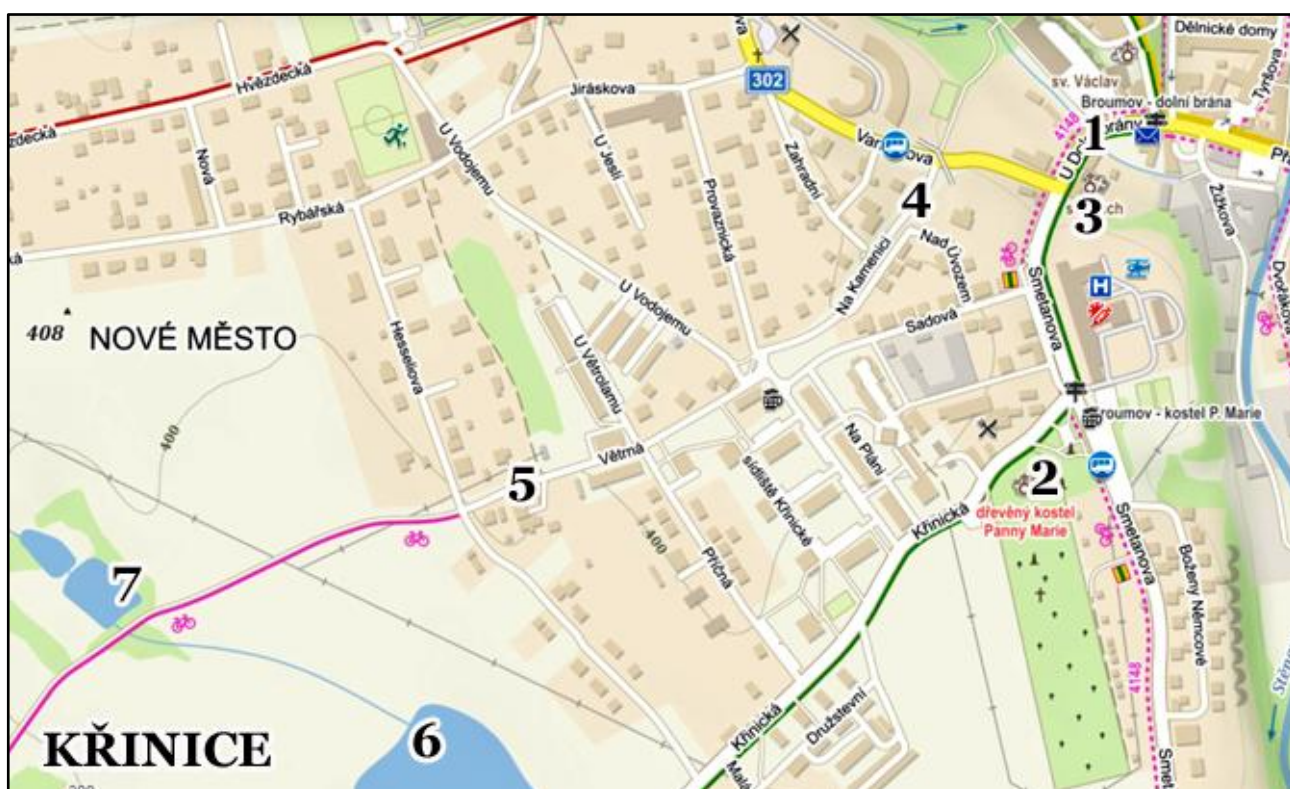 Dělnické domy
Hvězdecká
302
Jiráskova
sv. Václav
Tyršova
Broumov - dolní brána
4148
1
U Vodojemu
U Jeslí
Nová
Zahradní
Provaznická
4
3
Žižkova
Rybářská
Na Kamenici
Nad Úvozem
Smetanova
H
Dvořákova
408
NOVÉ MĚSTO
Sadová
U Vodojemu
Hesseliova
U Větrolamu
Broumov - kostel P. Marie
400
Na Pláni
Větrná
sídliště Křinické
5
2
Křinická
dřevěný kostel
Panny Marie
Smetanova
400
Příčná
Boženy Němcové
7
4148
KŘINICE
6
Křinická
Družstevní